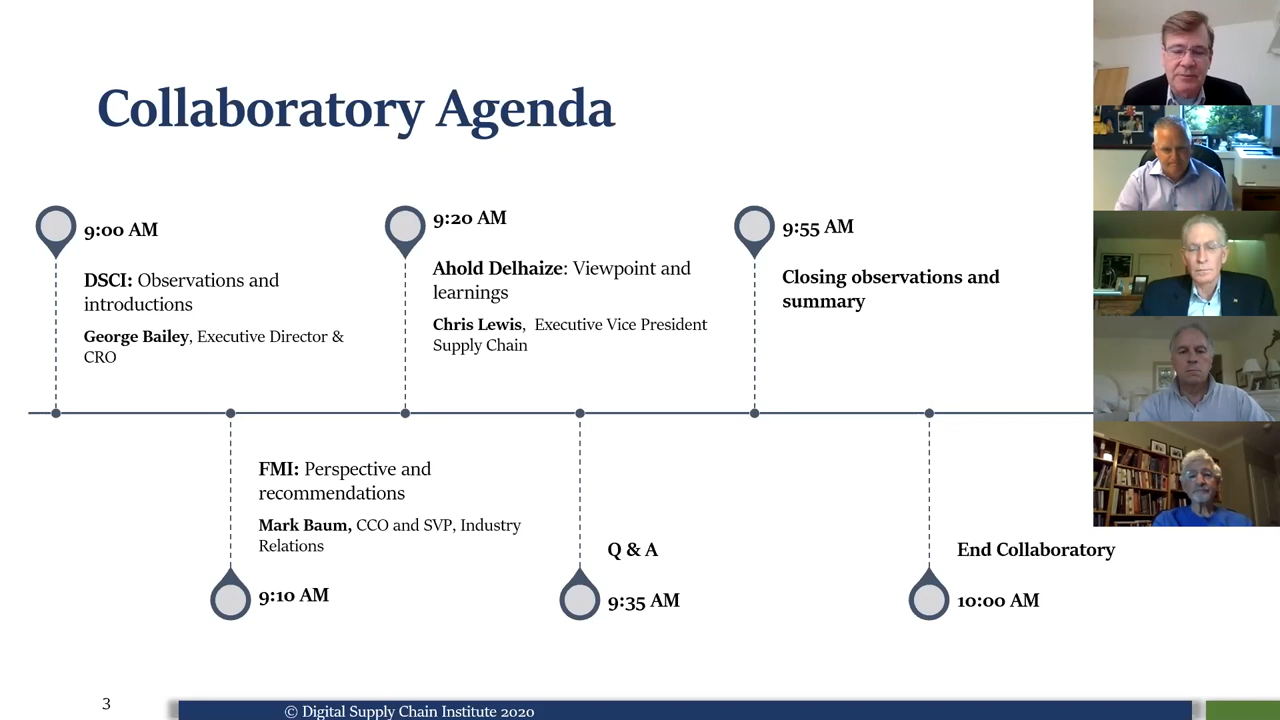 Collaboratory Agenda
9:00 AM
DSCI: Observations and
introductions
George Bailey, Executive Director &
CRO
FMI: Perspective and
recommendations
Mark Baum, CCO and SVP, Industry
Relations
9:10 AM
9:20 AM
Ahold Delhaize: Viewpoint and
learnings
Chris Lewis, Executive Vice President
Supply Chain
Q & A
9:35 AM
9:55 AM
Closing observations and
summary
End Collaboratory
10:00 AM
3
© Digital Supply Chain Institute 2020